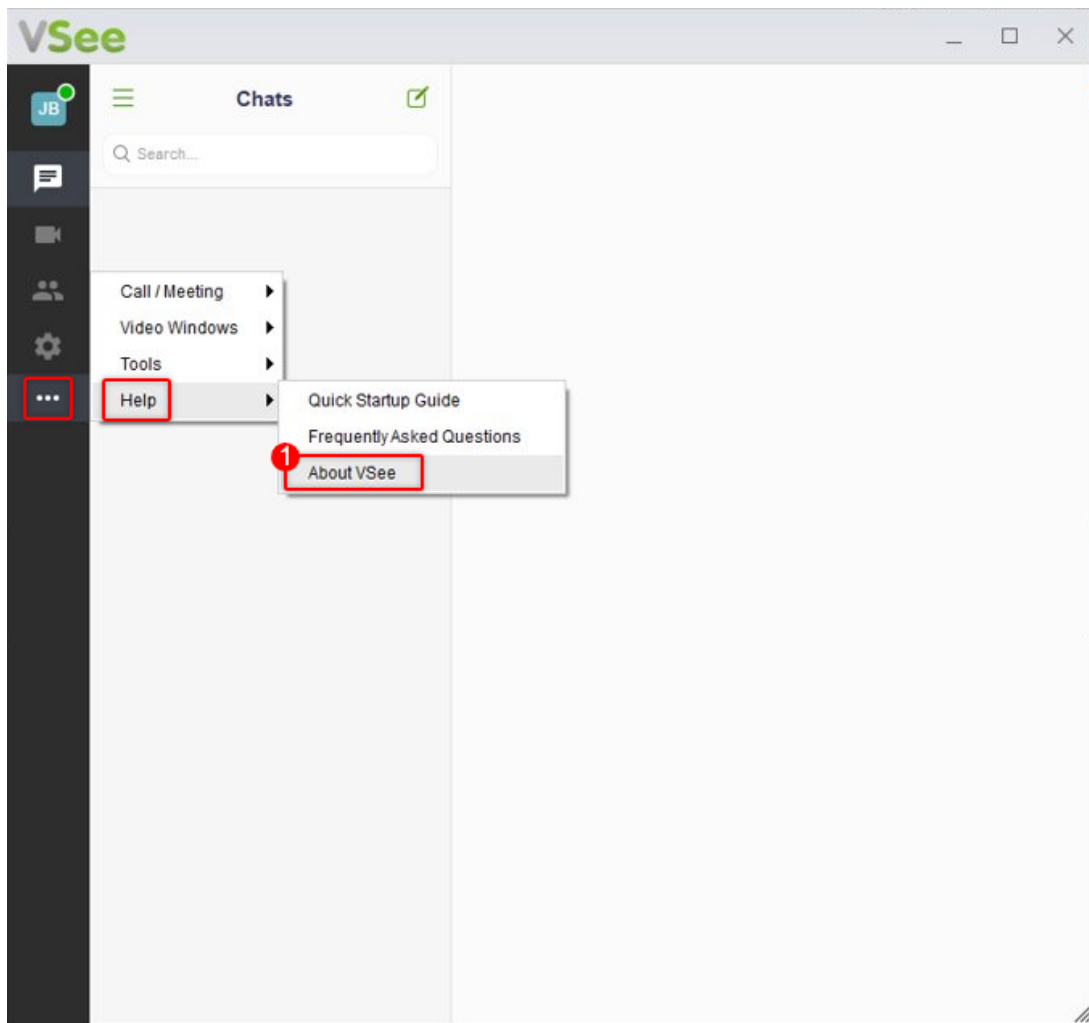 VSee
JB
Chats
Search...
Call / Meeting
Video Windows
Tools
Help
Quick Startup Guide
Frequently Asked Questions
1
About VSee